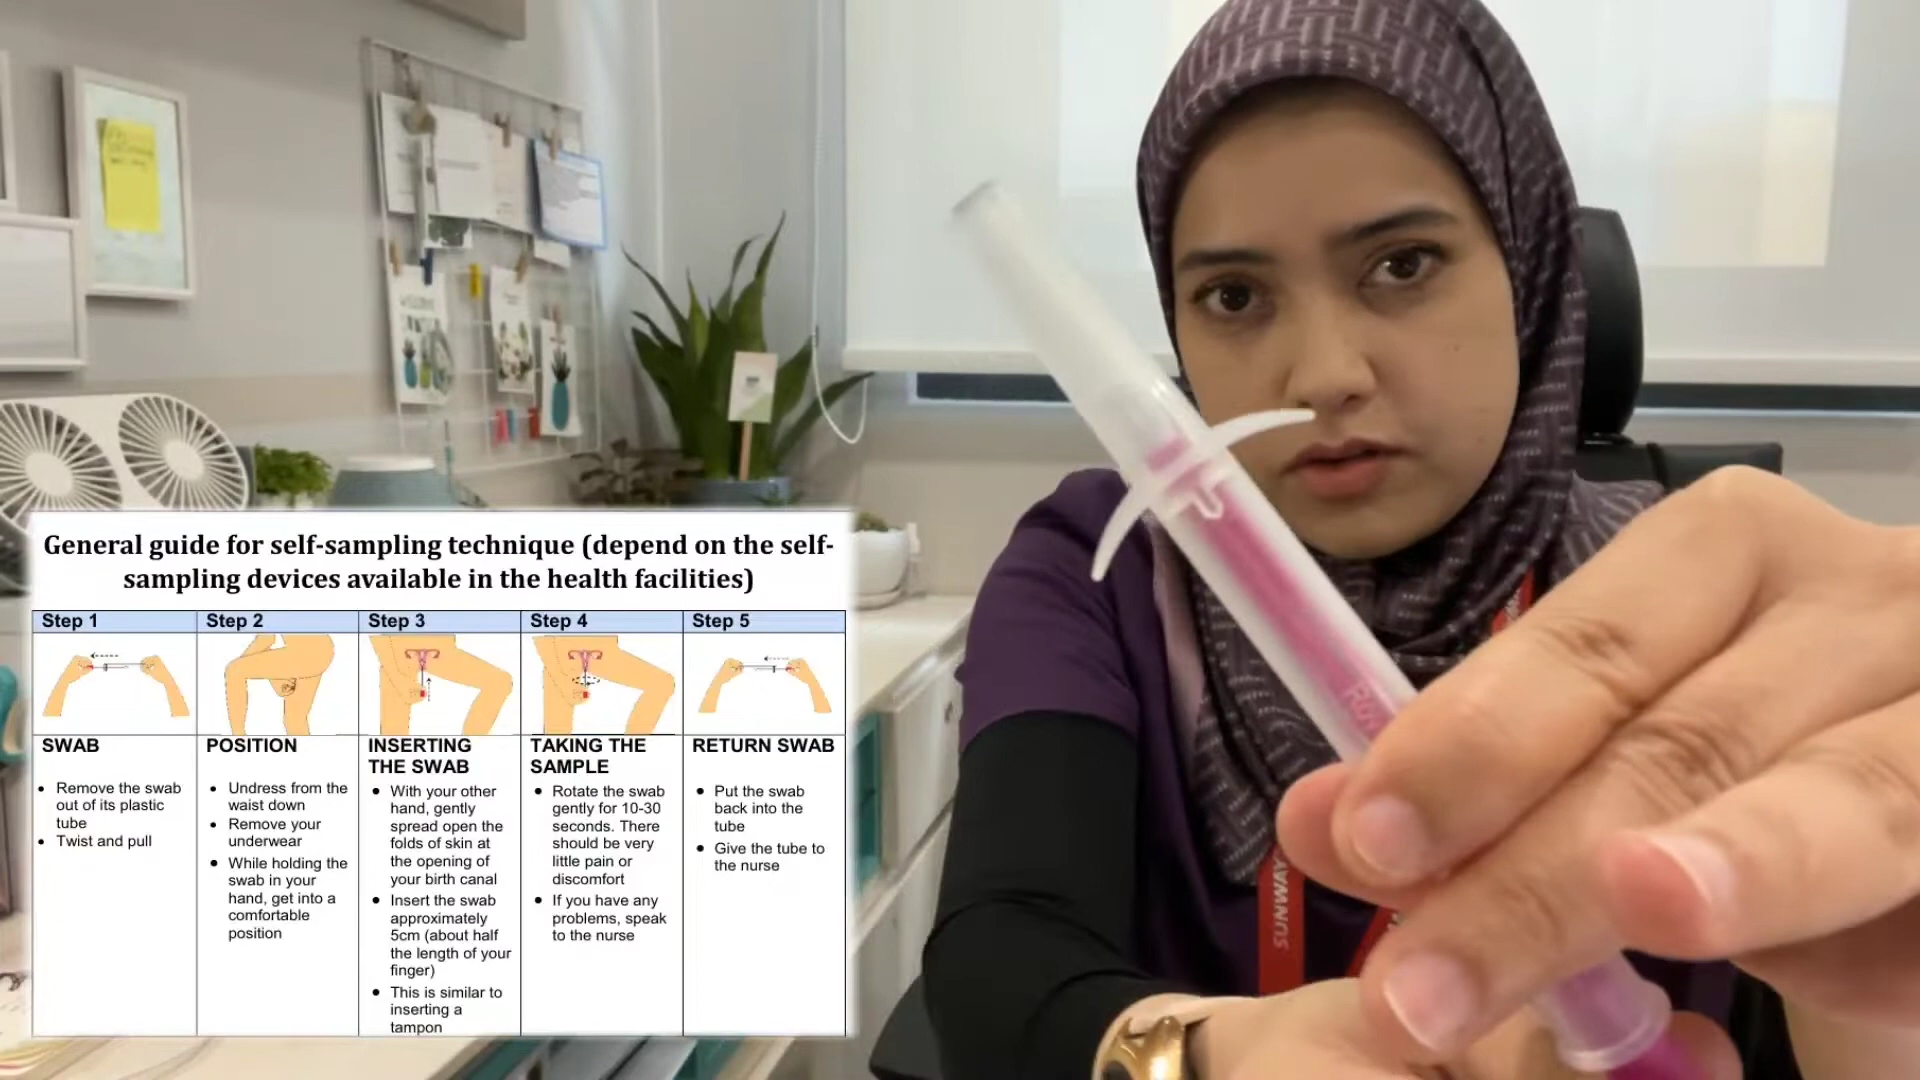 General guide for self-sampling technique (depend on the self-
sampling devices available in the health facilities)
Step 1
Step 2
Step 3
Step 4
Step 5
SWAB
Remove the swab
out of its plastic
tube
Twist and pull
POSITION
Undress from the
waist down
Remove your
underwear
While holding the
swab in your
hand, get into a
comfortable
position
INSERTING
THE SWAB
With your other
hand, gently
spread open the
folds of skin at
the opening of
your birth canal
Insert the swab
approximately
5cm (about half
the length of your
finger)
This is similar to
inserting a
tampon
TAKING THE
SAMPLE
Rotate the swab
gently for 10-30
seconds. There
should be very
little pain or
discomfort
If you have any
problems, speak
to the nurse
RETURN SWAB
Put the swab
back into the
tube
Give the tube to
the nurse
SUNWAY